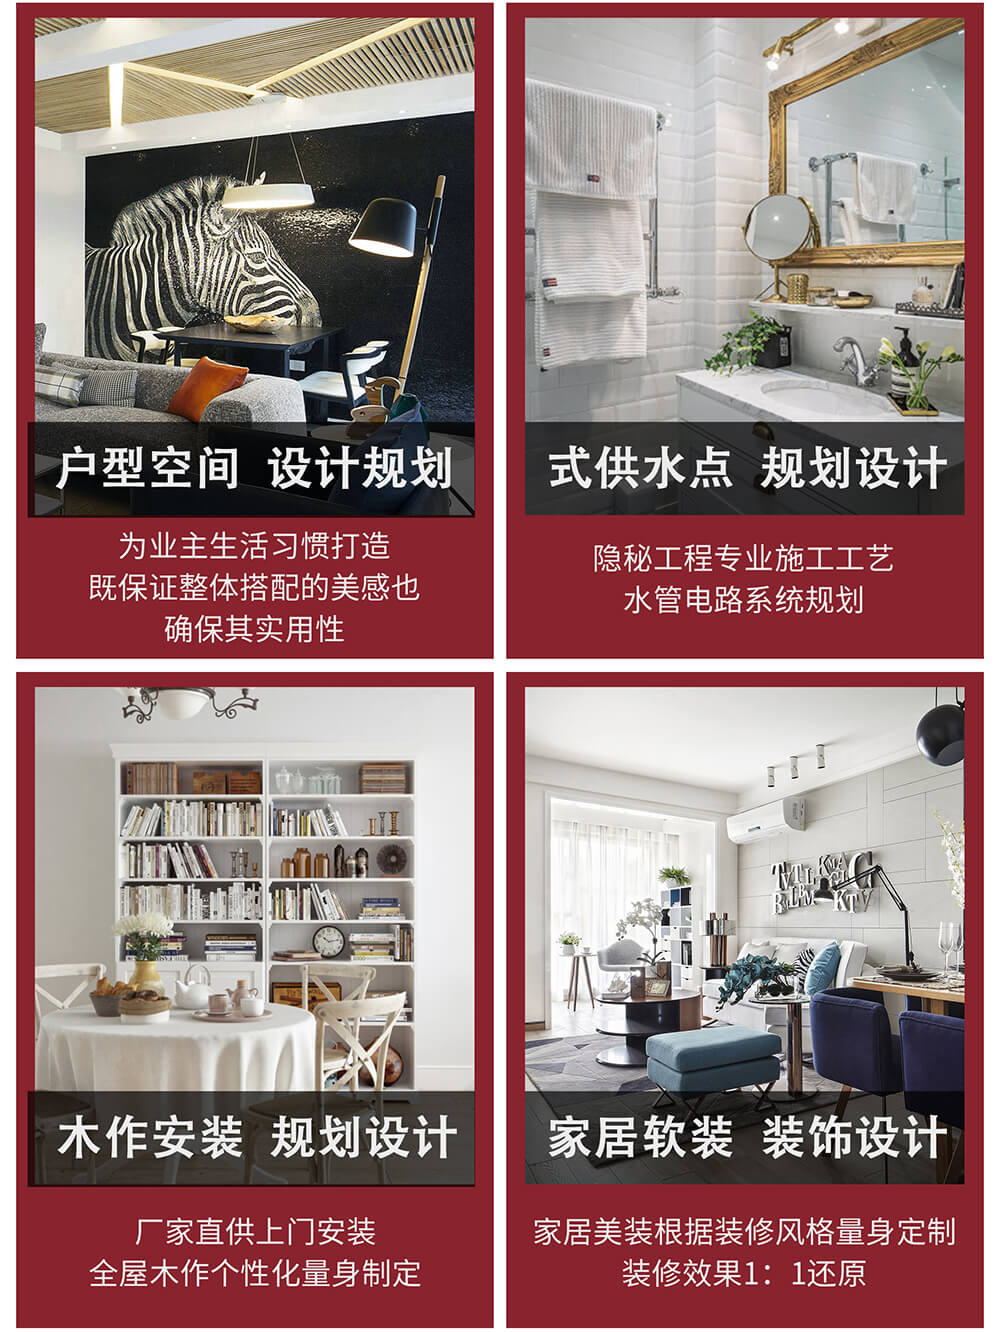 户型空间 设计规划
为业主生活习惯打造
既保证整体搭配的美感也
确保其实用性
式供水点 规划设计
隐秘工程专业施工工艺
水管电路系统规划
木作安装 规划设计
厂家直供上门安装
全屋木作个性化量身制定
家居软装 装饰设计
家居美装根据装修风格量身定制
装修效果1：1还原